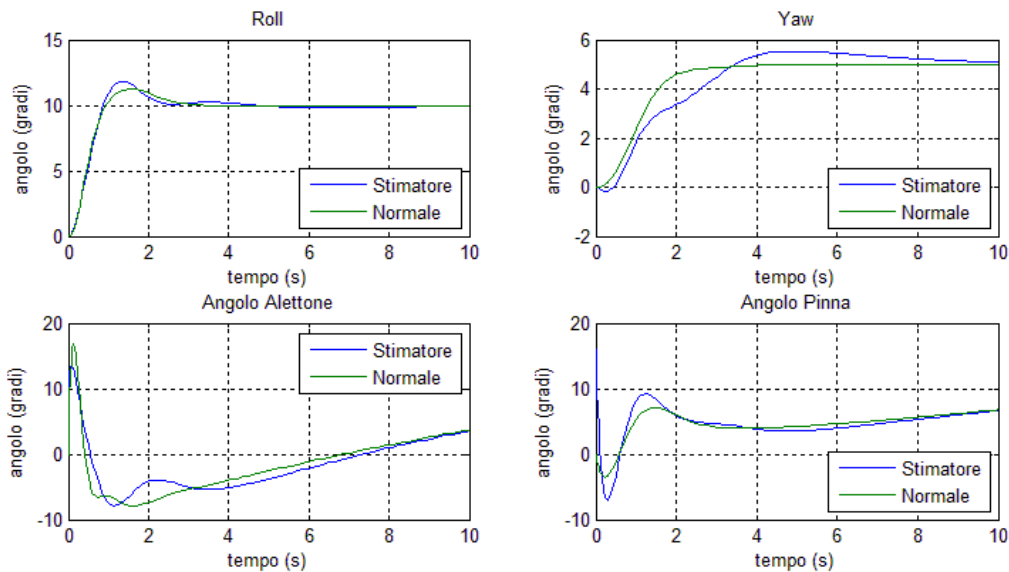 Roll
15
10
5
0
angolo (gradi)
0 2 4 6 8 10
tempo (s)
Stimatore
Normale
Yaw
6
4
2
0
-2
angolo (gradi)
0 2 4 6 8 10
tempo (s)
Stimatore
Normale
Angolo Alettone
20
10
0
-10
angolo (gradi)
0 2 4 6 8 10
tempo (s)
Stimatore
Normale
Angolo Pinna
20
10
0
-10
angolo (gradi)
0 2 4 6 8 10
tempo (s)
Stimatore
Normale